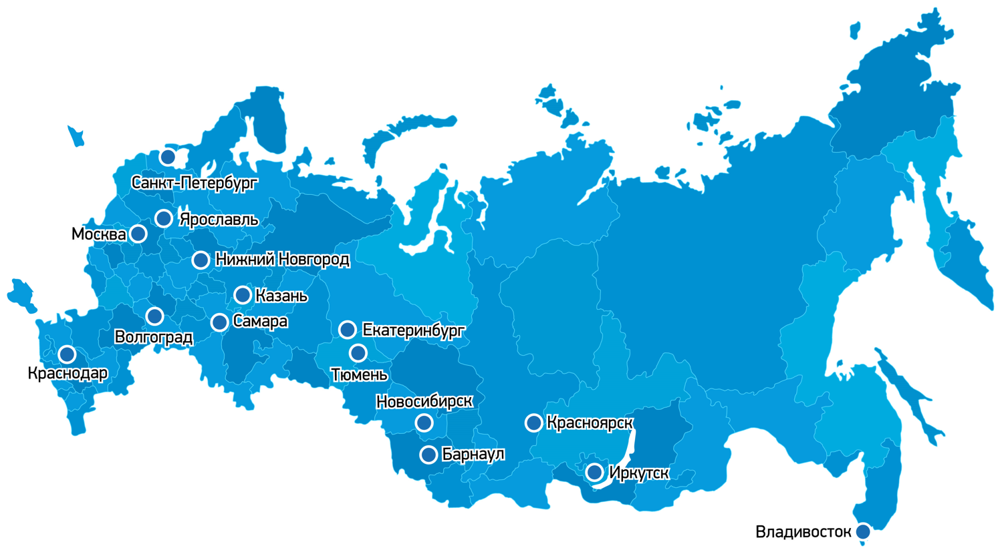 Санкт-Петербург
Ярославль
Москва
Нижний Новгород
Казань
Самара
Екатеринбург
Волгоград
Тюмень
Краснодар
Новосибирск
Красноярск
Барнаул
Иркутск
Владивосток